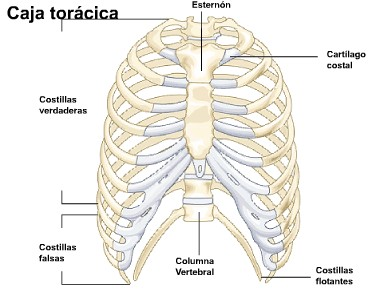 Caja torácica
Esternón
Cartílago
costal
Costillas
verdaderas
Costillas
falsas
Columna
Vertebral
Costillas
flotantes